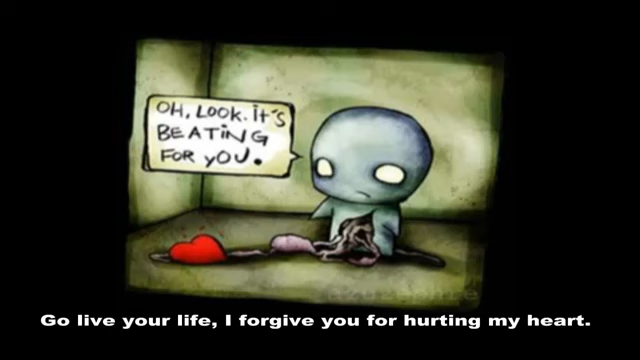 OH, LOOK. iT'S
BEATiNG
FOR yOU.
Go live your life, I forgive you for hurting my heart.